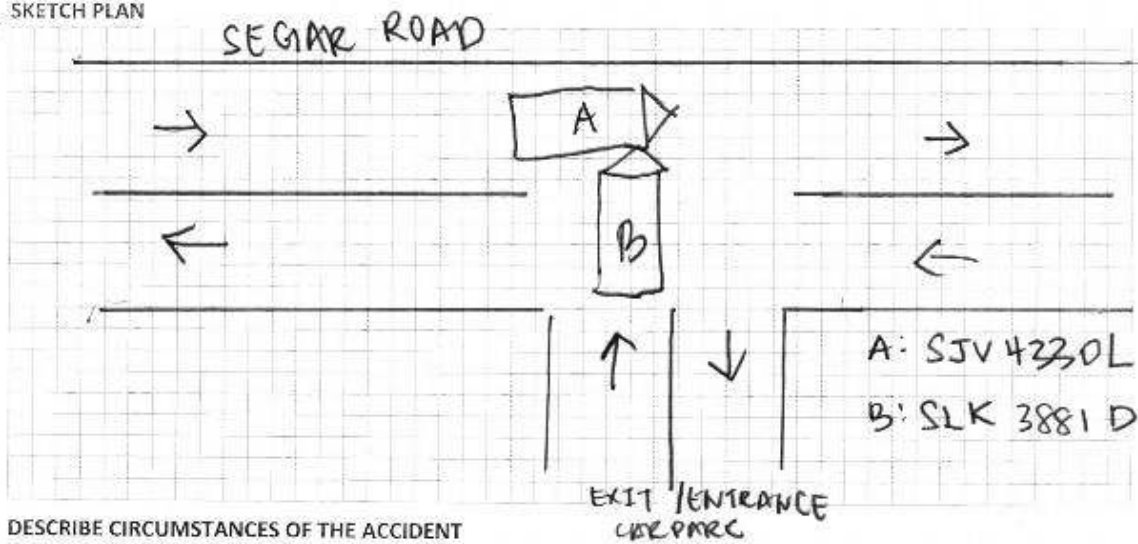 SKETCH PLAN
SEGAR ROAD
A
B
A: SJV 4230L
B: SLK 3881 D
EXIT /ENTRANCE
CARPARK
DESCRIBE CIRCUMSTANCES OF THE ACCIDENT